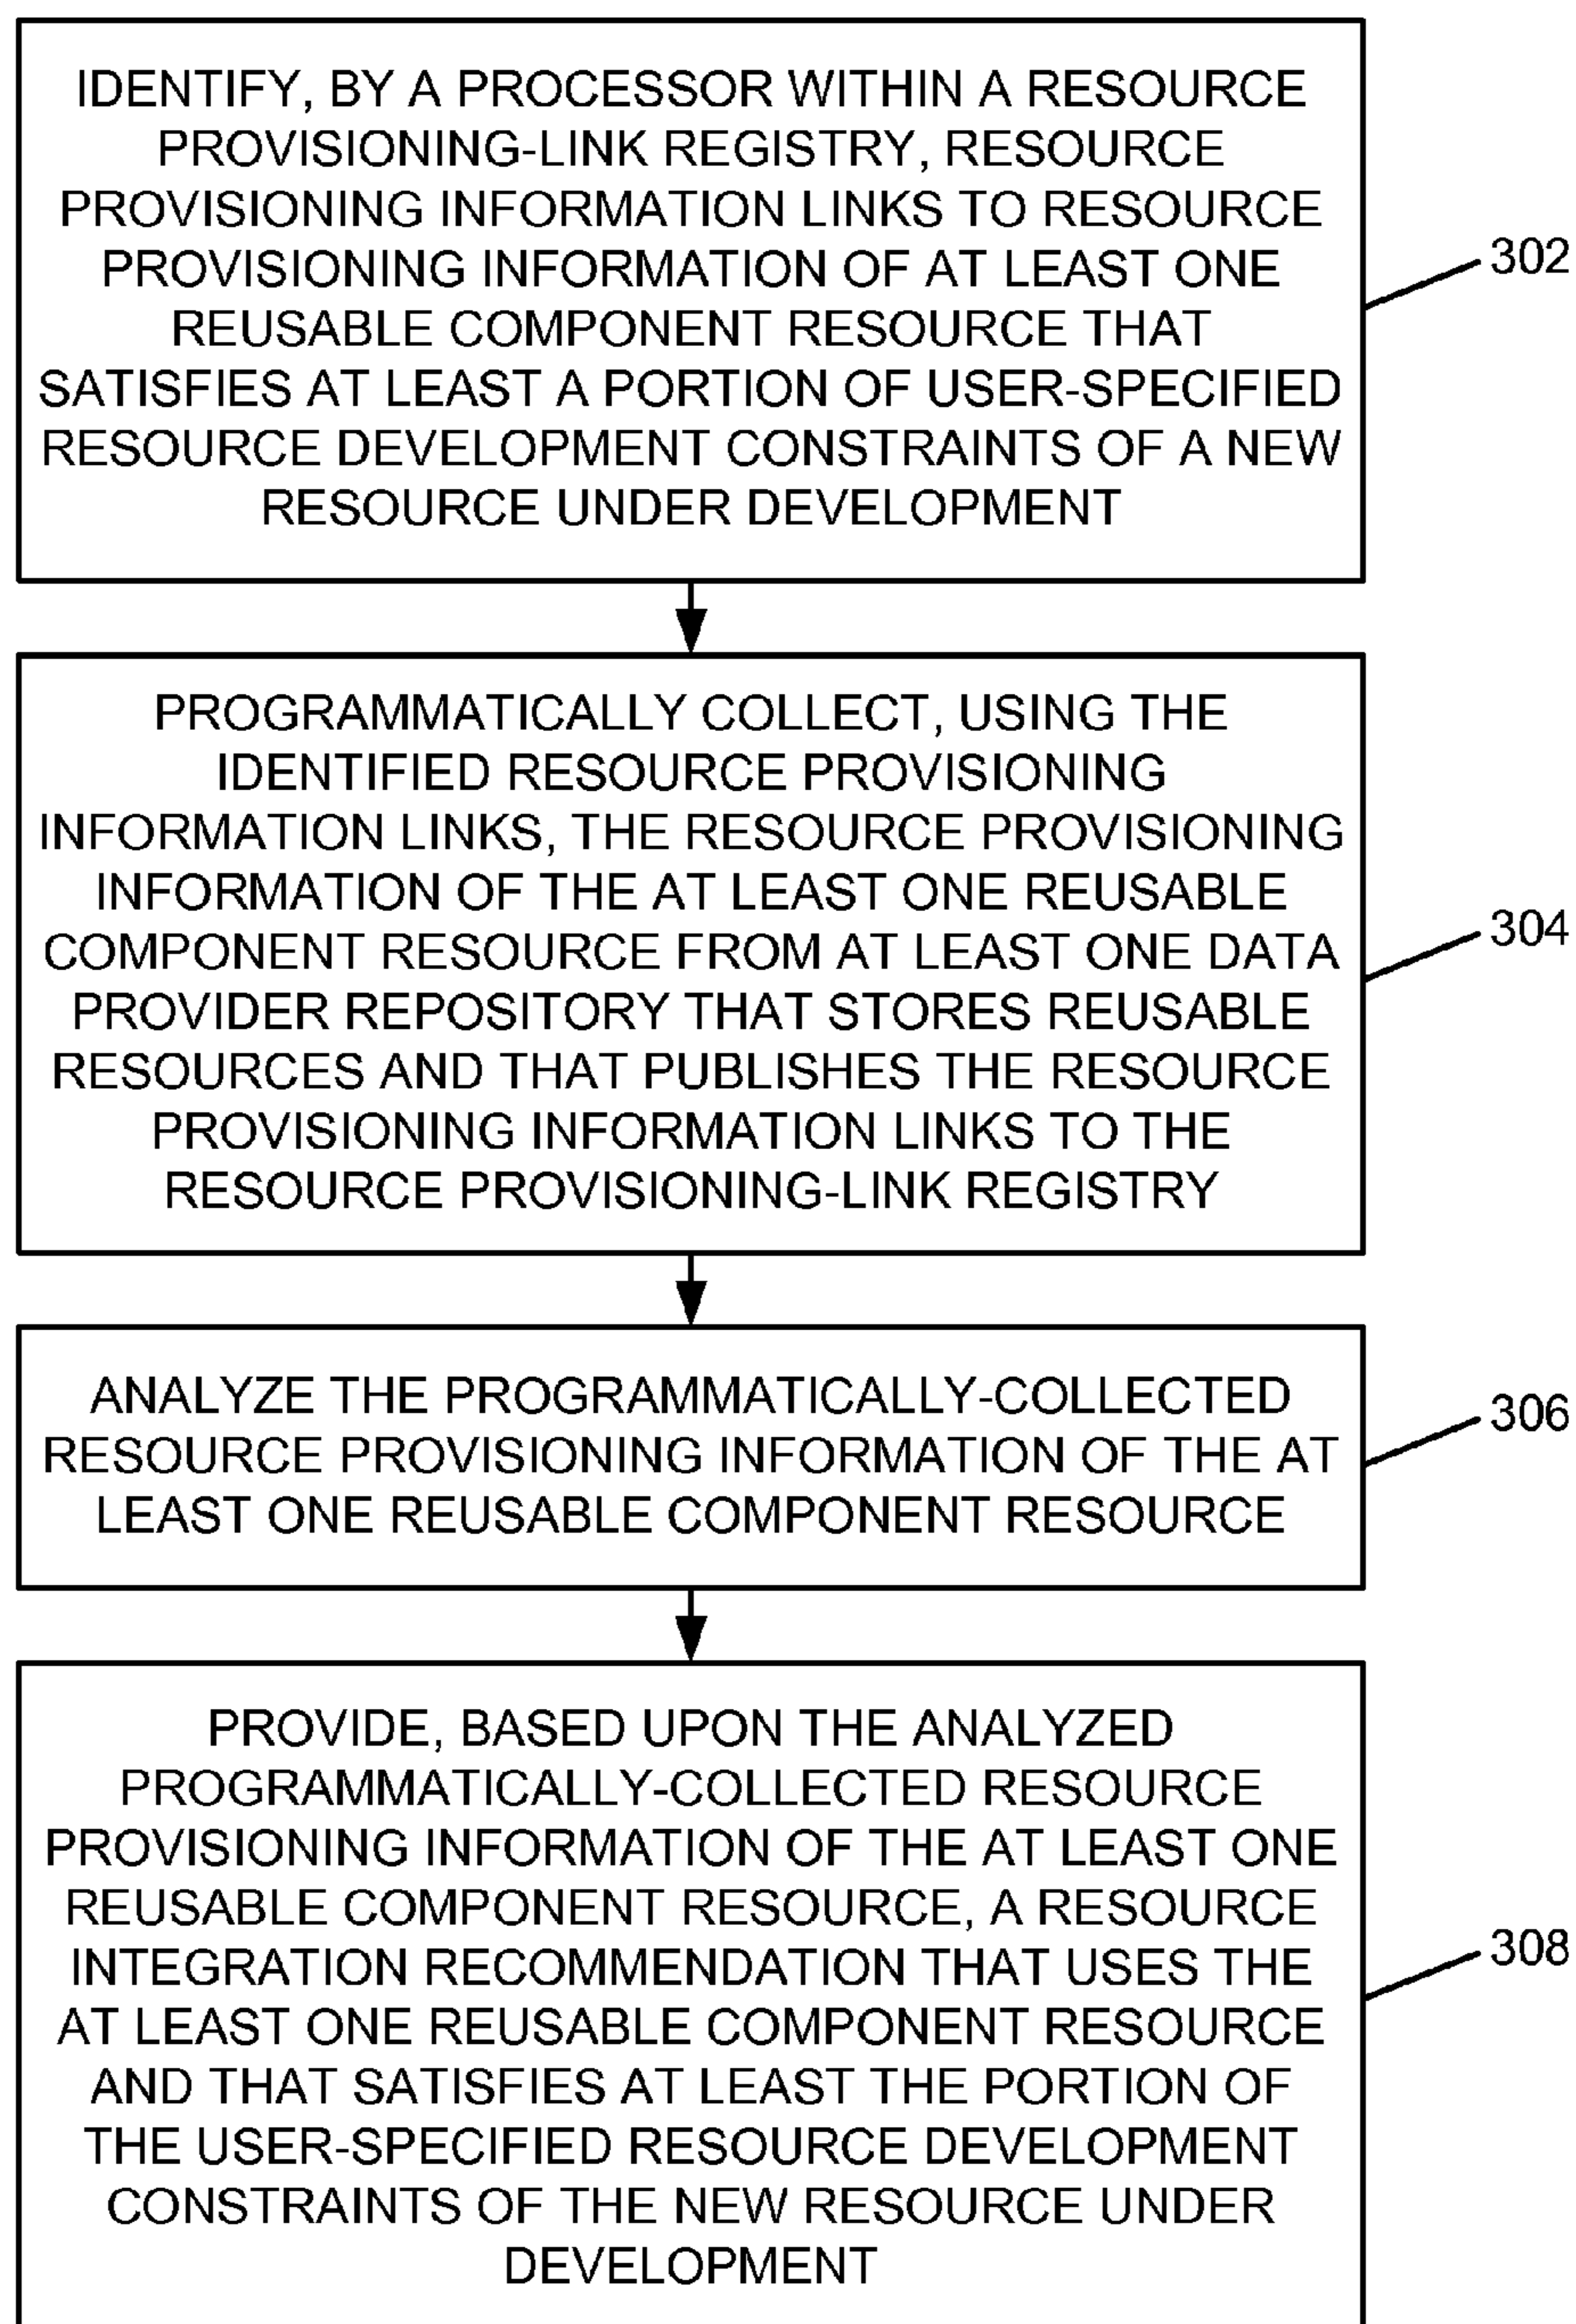 IDENTIFY, BY A PROCESSOR WITHIN A RESOURCE
PROVISIONING-LINK REGISTRY, RESOURCE
PROVISIONING INFORMATION LINKS TO RESOURCE
PROVISIONING INFORMATION OF AT LEAST ONE
REUSABLE COMPONENT RESOURCE THAT
SATISFIES AT LEAST A PORTION OF USER-SPECIFIED
RESOURCE DEVELOPMENT CONSTRAINTS OF A NEW
RESOURCE UNDER DEVELOPMENT
302
PROGRAMMATICALLY COLLECT, USING THE
IDENTIFIED RESOURCE PROVISIONING
INFORMATION LINKS, THE RESOURCE PROVISIONING
INFORMATION OF THE AT LEAST ONE REUSABLE
COMPONENT RESOURCE FROM AT LEAST ONE DATA
PROVIDER REPOSITORY THAT STORES REUSABLE
RESOURCES AND THAT PUBLISHES THE RESOURCE
PROVISIONING INFORMATION LINKS TO THE
RESOURCE PROVISIONING-LINK REGISTRY
304
ANALYZE THE PROGRAMMATICALLY-COLLECTED
RESOURCE PROVISIONING INFORMATION OF THE AT
LEAST ONE REUSABLE COMPONENT RESOURCE
306
PROVIDE, BASED UPON THE ANALYZED
PROGRAMMATICALLY-COLLECTED RESOURCE
PROVISIONING INFORMATION OF THE AT LEAST ONE
REUSABLE COMPONENT RESOURCE, A RESOURCE
INTEGRATION RECOMMENDATION THAT USES THE
AT LEAST ONE REUSABLE COMPONENT RESOURCE
AND THAT SATISFIES AT LEAST THE PORTION OF
THE USER-SPECIFIED RESOURCE DEVELOPMENT
CONSTRAINTS OF THE NEW RESOURCE UNDER
DEVELOPMENT
308